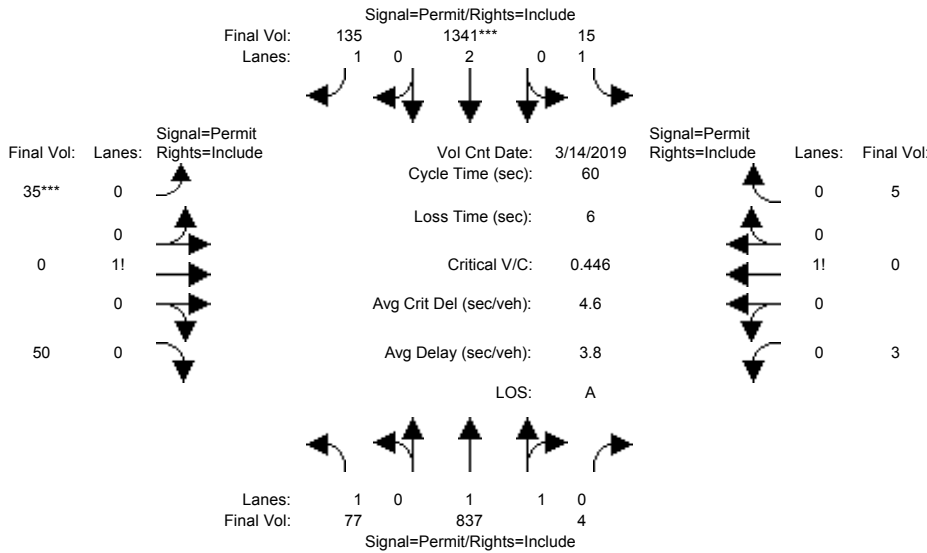 Signal=Permit/Rights=Include
Final Vol: 135 1341*** 15
Lanes: 1 0 2 0 1
Signal=Permit Signal=Permit
Final Vol: Lanes: Rights=Include Vol Cnt Date: 3/14/2019 Rights=Include Lanes: Final Vol:
Cycle Time (sec): 60
35*** 0 0 5
Loss Time (sec): 6
0 0
0 1! Critical V/C: 0.446 1! 0
0 Avg Crit Del (sec/veh): 4.6 0
50 0 Avg Delay (sec/veh): 3.8 0 3
LOS: A
Lanes: 1 0 1 1 0
Final Vol: 77 837 4
Signal=Permit/Rights=Include